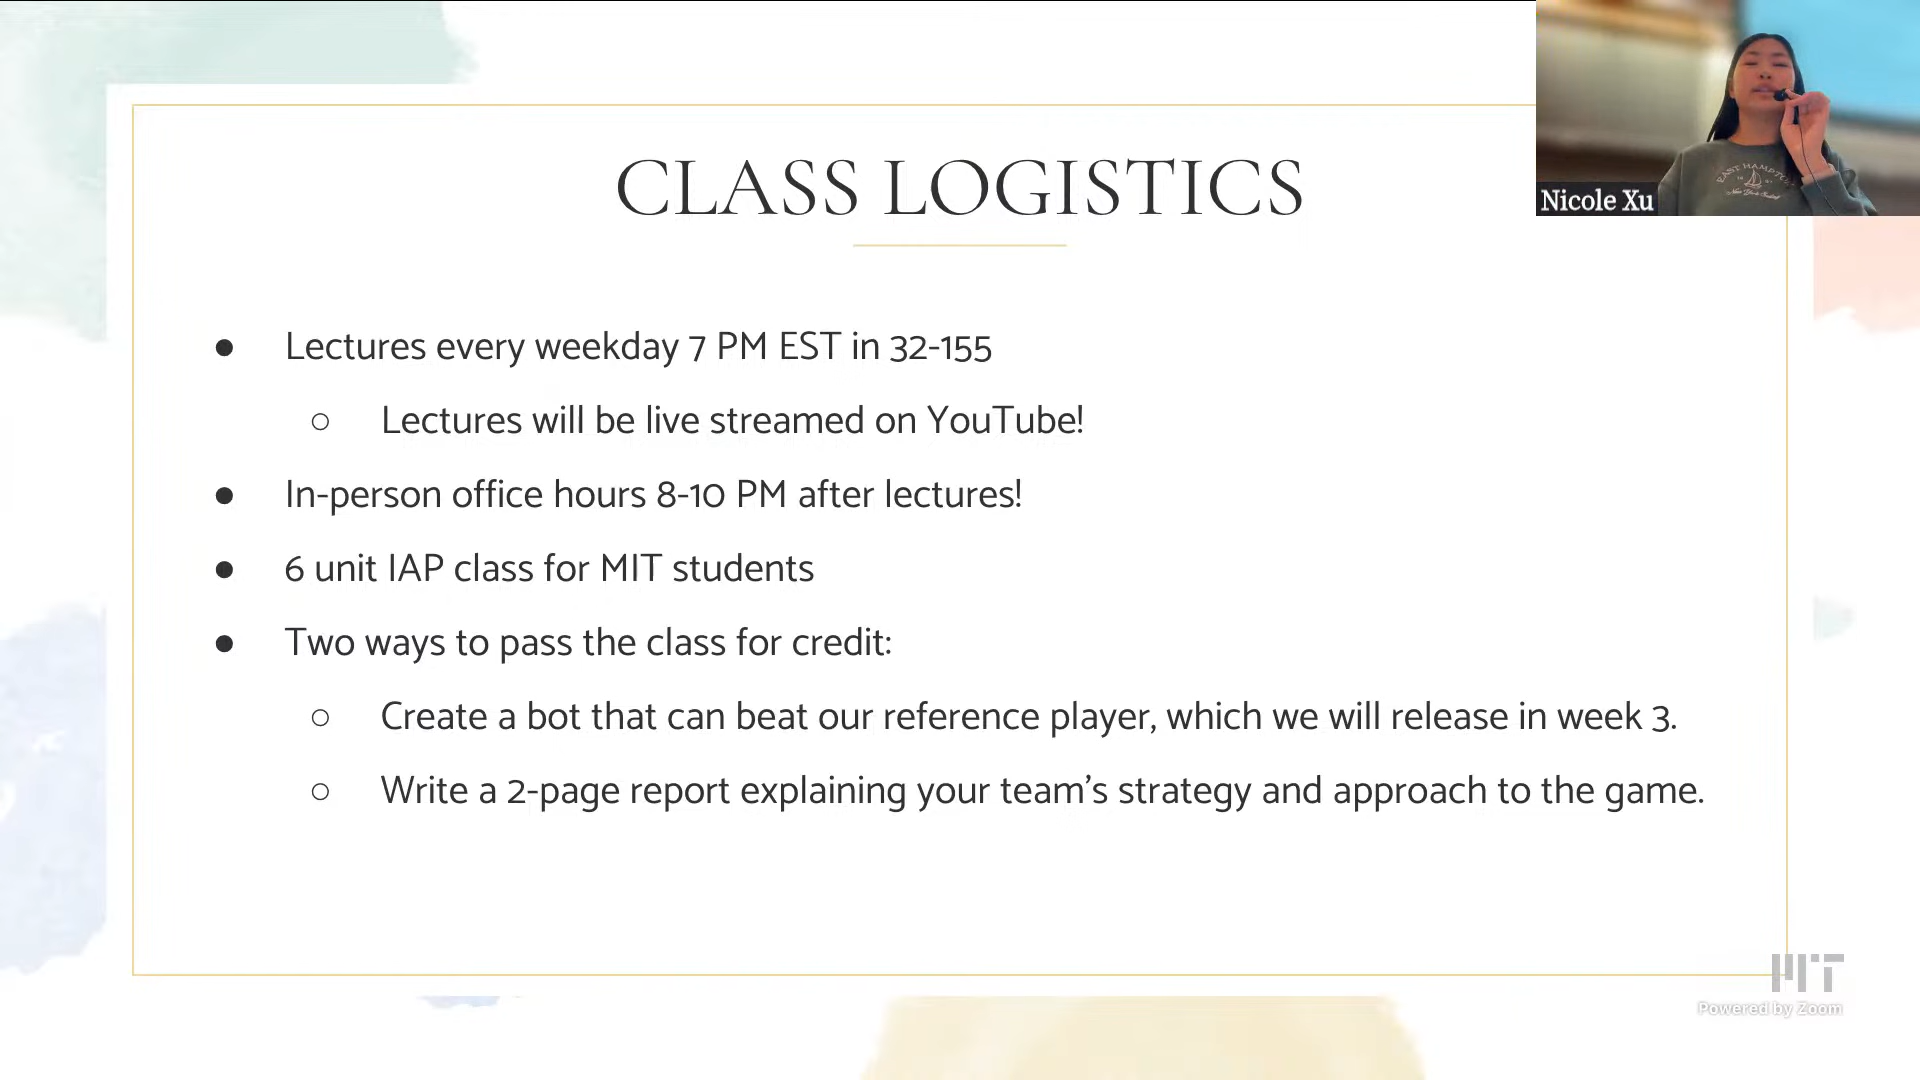 CLASS LOGISTICS
● Lectures every weekday 7 PM EST in 32-155
○ Lectures will be live streamed on YouTube!
● In-person office hours 8-10 PM after lectures!
● 6 unit IAP class for MIT students
● Two ways to pass the class for credit:
○ Create a bot that can beat our reference player, which we will release in week 3.
○ Write a 2-page report explaining your team’s strategy and approach to the game.
EAST HAMPTON
Nicole Xu
MIT
Powered by Zoom